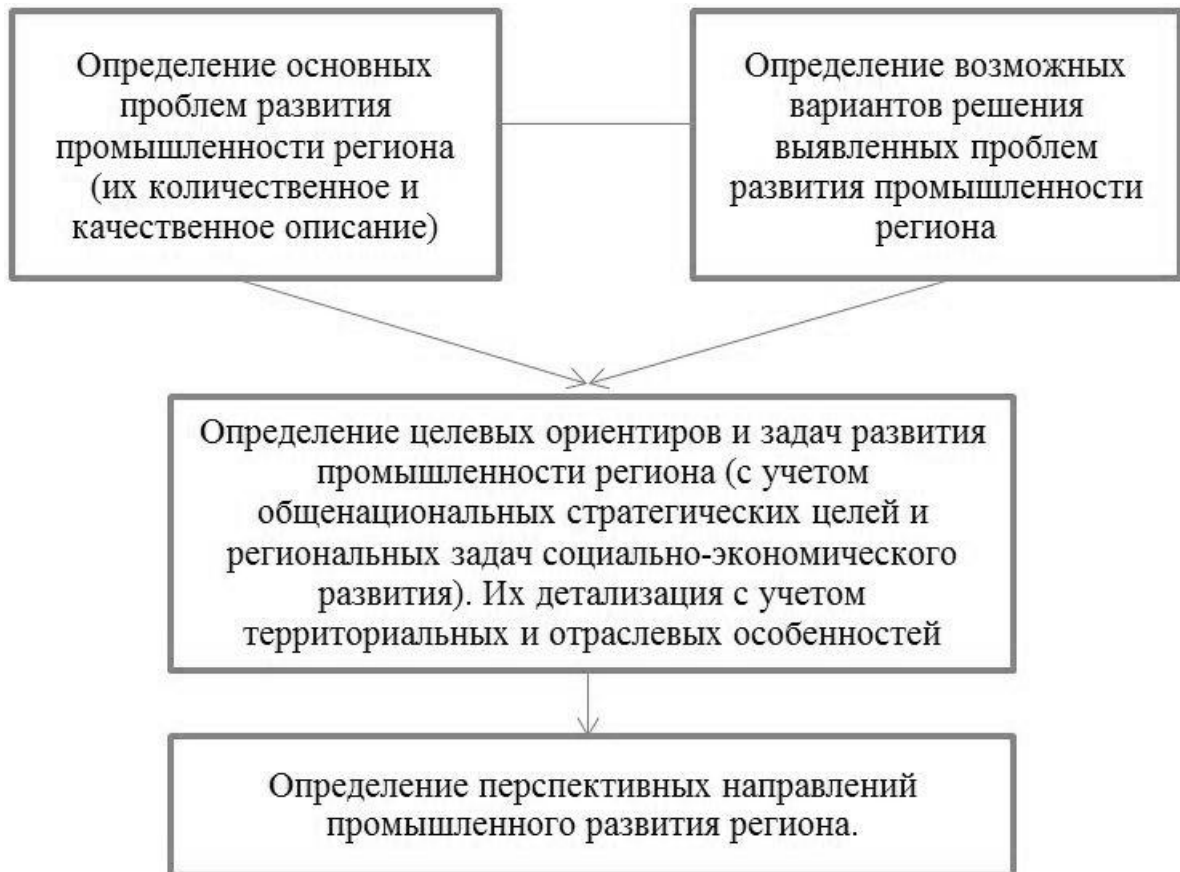 Определение основных
проблем развития
промышленности региона
(их количественное и
качественное описание)
Определение возможных
вариантов решения
выявленных проблем
развития промышленности
региона
Определение целевых ориентиров и задач развития
промышленности региона (с учетом
общенациональных стратегических целей и
региональных задач социально-экономического
развития). Их детализация с учетом
территориальных и отраслевых особенностей
Определение перспективных направлений
промышленного развития региона.